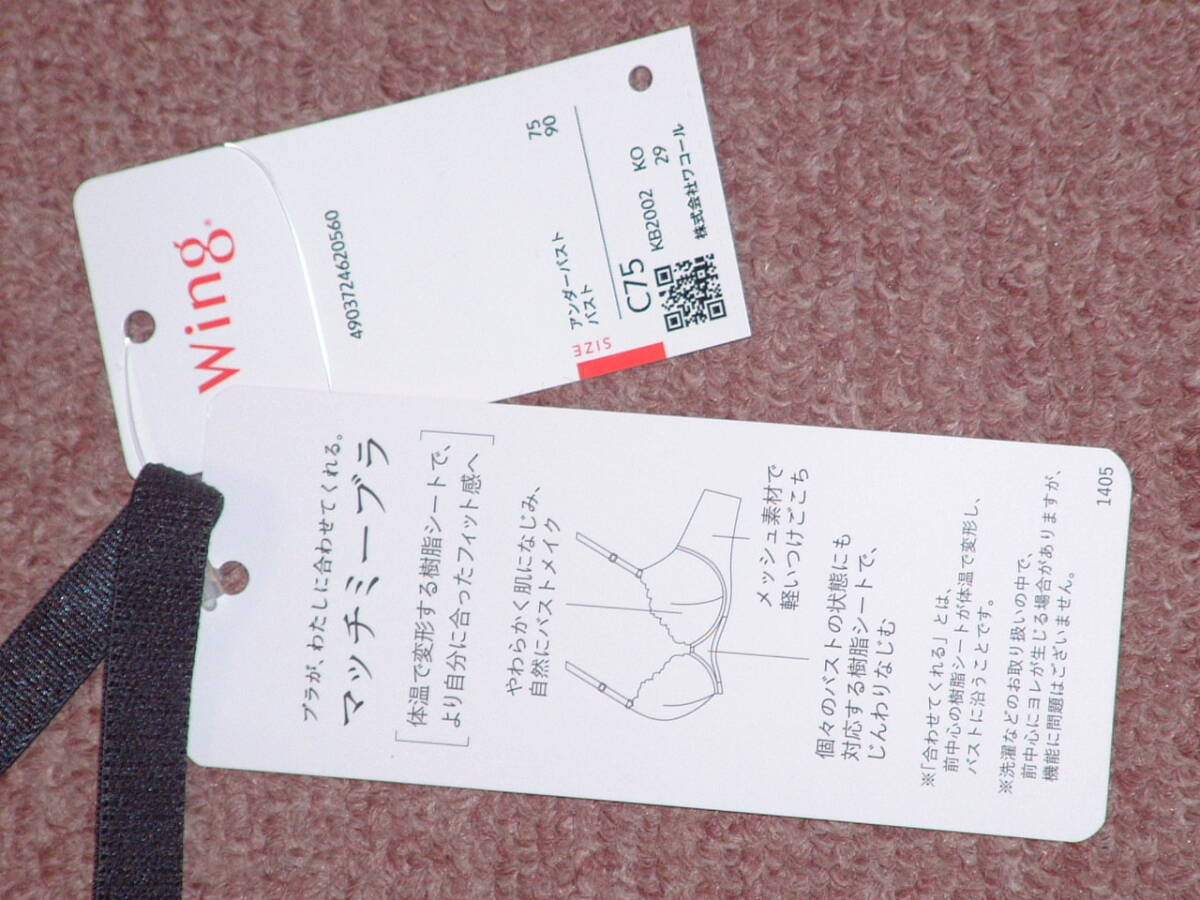 Wing®
4903724620560
SIZE
アンダーバスト 75
バスト 90
C75
KB2002 KO
29
株式会社ワコール
ブラが、わたしに合わせてくれる。
マッチミーブラ
体温で変形する樹脂シートで、
より自分に合ったフィット感へ
やわらかく肌になじみ、
自然にバストメイク
メッシュ素材で
軽いつけごこち
個々のバストの状態にも
対応する樹脂シートで、
じんわりなじむ
※「合わせてくれる」とは、
前中心の樹脂シートが体温で変形し、
バストに沿うことです。
※洗濯などのお取り扱いの中で、
前中心にヨレが生じる場合がありますが、
機能に問題はございません。
1405